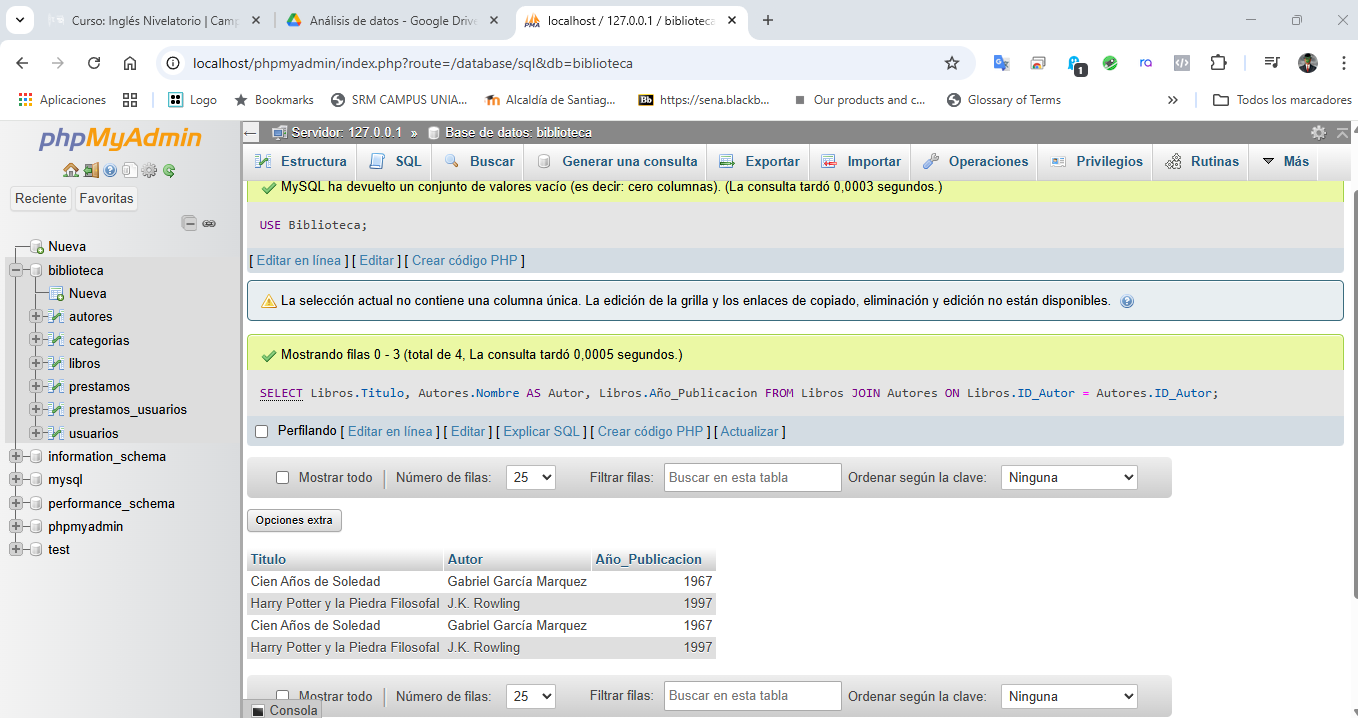 Curso: Inglés Nivelatorio | Cam
Análisis de datos - Google Drive
localhost / 127.0.0.1 / biblioteca
localhost/phpmyadmin/index.php?route=/database/sql&db=biblioteca
1
Aplicaciones
Logo
Bookmarks
SRM CAMPUS UNIA...
Alcaldía de Santiag...
Bb https://sena.blackb...
Our products and c...
Glossary of Terms
»
Todos los marcadores
phpMyAdmin
Reciente Favoritas
Nueva
biblioteca
Nueva
autores
categorias
libros
prestamos
prestamos_usuarios
usuarios
information_schema
mysql
performance_schema
phpmyadmin
test
Servidor: 127.0.0.1 » Base de datos: biblioteca
Estructura SQL Buscar Generar una consulta Exportar Importar Operaciones Privilegios Rutinas Más
MySQL ha devuelto un conjunto de valores vacío (es decir: cero columnas). (La consulta tardó 0,0003 segundos.)
USE Biblioteca;
[ Editar en línea ] [ Editar ] [ Crear código PHP ]
La selección actual no contiene una columna única. La edición de la grilla y los enlaces de copiado, eliminación y edición no están disponibles.
Mostrando filas 0 - 3 (total de 4, La consulta tardó 0,0005 segundos.)
SELECT Libros.Titulo, Autores.Nombre AS Autor, Libros.Año_Publicacion FROM Libros JOIN Autores ON Libros.ID_Autor = Autores.ID_Autor;
Perfilando [ Editar en línea ] [ Editar ] [ Explicar SQL ] [ Crear código PHP ] [ Actualizar ]
Mostrar todo Número de filas: 25 Filtrar filas: Buscar en esta tabla Ordenar según la clave: Ninguna
Opciones extra
Titulo Autor Año_Publicacion
Cien Años de Soledad Gabriel García Marquez 1967
Harry Potter y la Piedra Filosofal J.K. Rowling 1997
Cien Años de Soledad Gabriel García Marquez 1967
Harry Potter y la Piedra Filosofal J.K. Rowling 1997
Mostrar todo Número de filas: 25 Filtrar filas: Buscar en esta tabla Ordenar según la clave: Ninguna
Consola